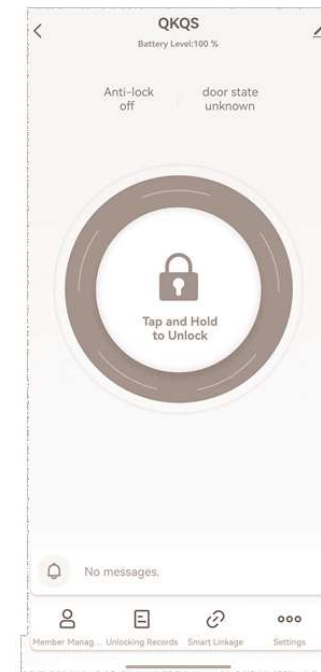 QKQS
Battery Level:100 %
Anti-lock
off
door state
unknown
Tap and Hold
to Unlock
No messages.
Member Manag... Unlocking Records Smart Linkage Settings